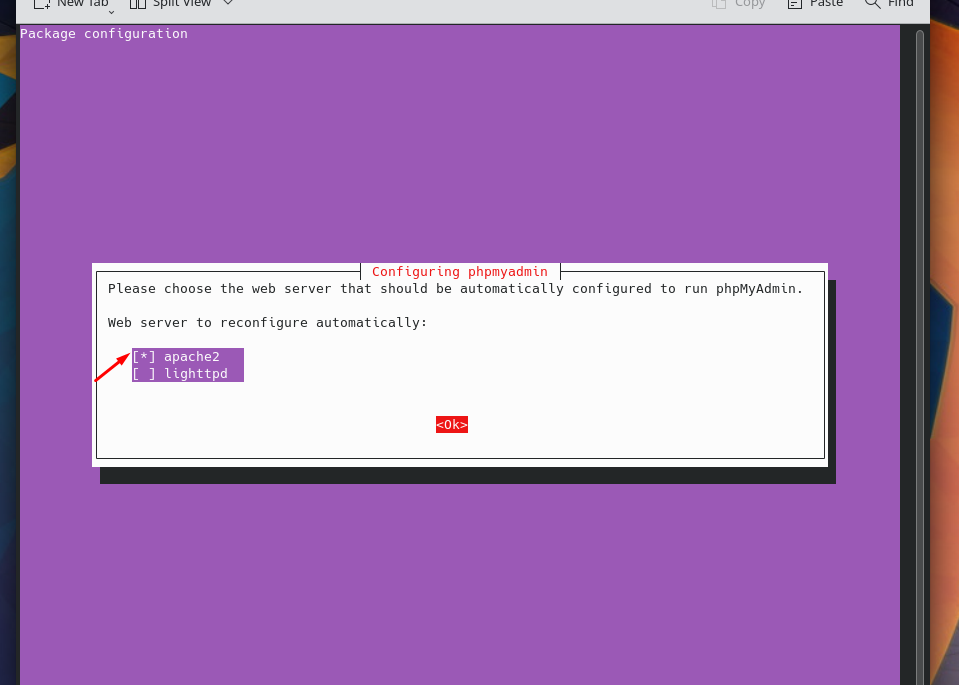 New Tab Split View Copy Paste Find
Package configuration
Configuring phpmyadmin
Please choose the web server that should be automatically configured to run phpMyAdmin.
Web server to reconfigure automatically:
[*] apache2
[ ] lighttpd
<Ok>